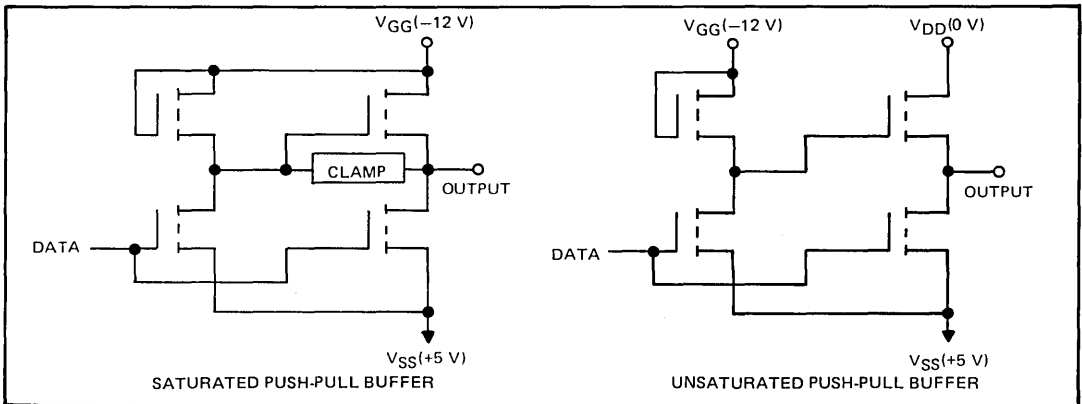 VGG(−12 V)
CLAMP
OUTPUT
DATA
VSS(+5 V)
SATURATED PUSH-PULL BUFFER
VGG(−12 V)
VDD(0 V)
OUTPUT
DATA
VSS(+5 V)
UNSATURATED PUSH-PULL BUFFER